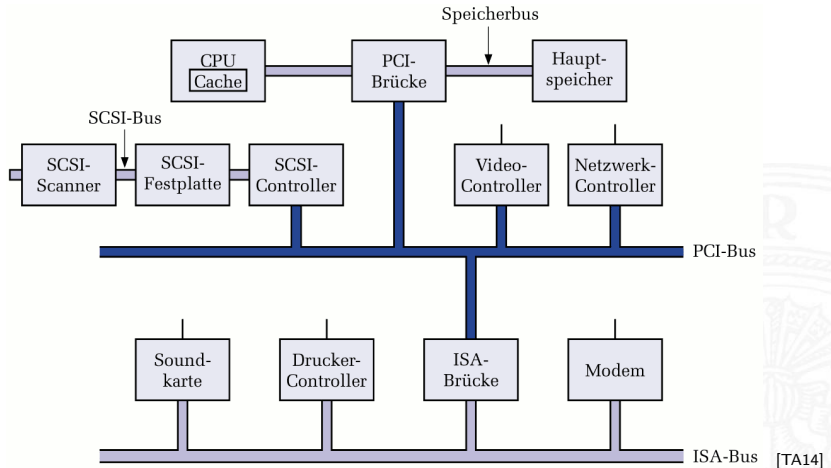 Speicherbus
CPU
Cache
PCI-
Brücke
Haupt-
speicher
SCSI-Bus
SCSI-
Scanner
SCSI-
Festplatte
SCSI-
Controller
Video-
Controller
Netzwerk-
Controller
PCI-Bus
Sound-
karte
Drucker-
Controller
ISA-
Brücke
Modem
ISA-Bus
[TA14]